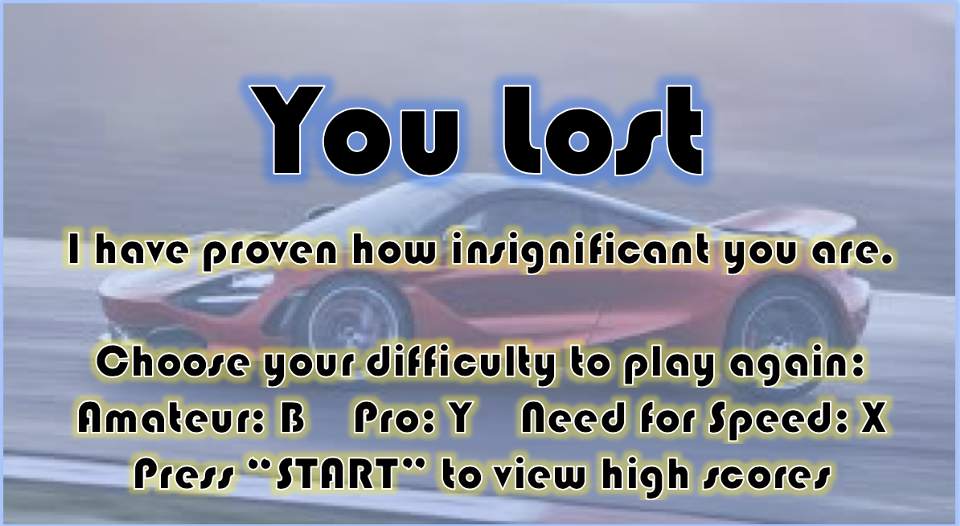 You Lost
I have proven how insignificant you are.
Choose your difficulty to play again:
Amateur: B Pro: Y Need for Speed: X
Press “START” to view high scores